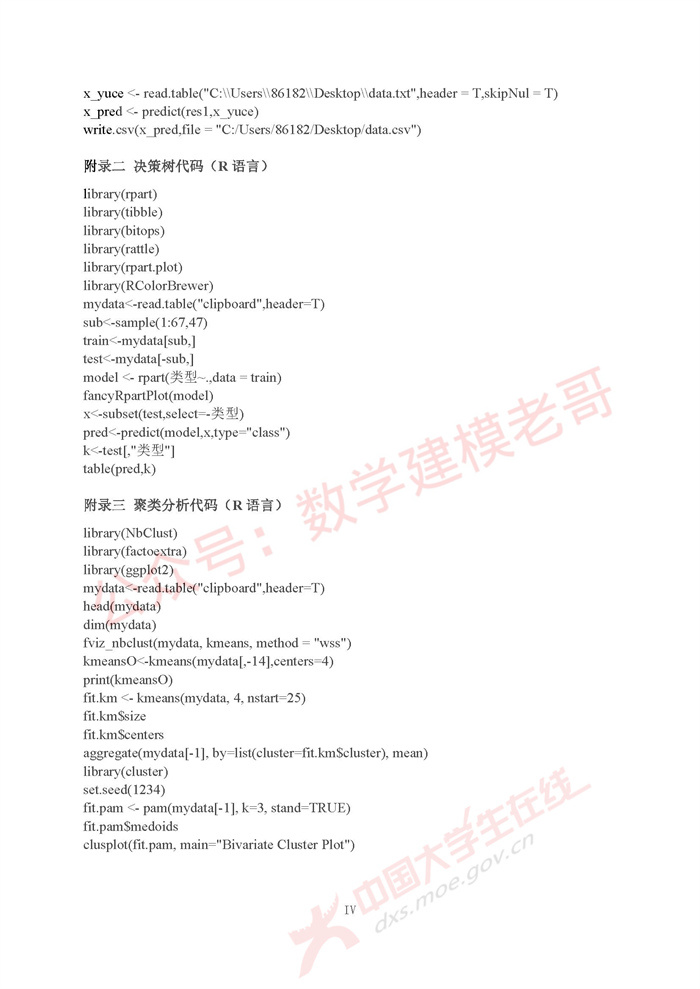 x_yuce <- read.table("C:\\Users\\86182\\Desktop\\data.txt",header = T,skipNul = T)
x_pred <- predict(res1,x_yuce)
write.csv(x_pred,file = "C:/Users/86182/Desktop/data.csv")
附录二 决策树代码（R 语言）
library(rpart)
library(tibble)
library(bitops)
library(rattle)
library(rpart.plot)
library(RColorBrewer)
mydata<-read.table("clipboard",header=T)
sub<-sample(1:67,47)
train<-mydata[sub,]
test<-mydata[-sub,]
model <- rpart(类型~.,data = train)
fancyRpartPlot(model)
x<-subset(test,select=-类型)
pred<-predict(model,x,type="class")
k<-test[,"类型"]
table(pred,k)
附录三 聚类分析代码（R 语言）
library(NbClust)
library(factoextra)
library(ggplot2)
mydata<-read.table("clipboard",header=T)
head(mydata)
dim(mydata)
fviz_nbclust(mydata, kmeans, method = "wss")
kmeansO<-kmeans(mydata[,-14],centers=4)
print(kmeansO)
fit.km <- kmeans(mydata, 4, nstart=25)
fit.km$size
fit.km$centers
aggregate(mydata[-1], by=list(cluster=fit.km$cluster), mean)
library(cluster)
set.seed(1234)
fit.pam <- pam(mydata[-1], k=3, stand=TRUE)
fit.pam$medoids
clusplot(fit.pam, main="Bivariate Cluster Plot")
公众号：数学建模老哥
中国大学生在线
dxs.moe.gov.cn
IV